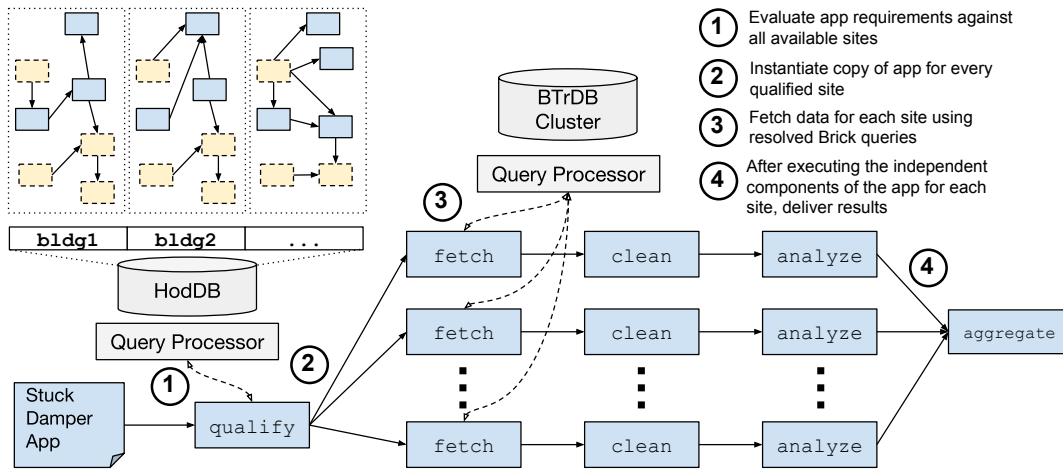 1
Evaluate app requirements against
all available sites
2
Instantiate copy of app for every
qualified site
3
Fetch data for each site using
resolved Brick queries
4
After executing the independent
components of the app for each
site, deliver results
BTrDB
Cluster
Query Processor
bldg1 bldg2 ...
HodDB
Query Processor
1
2
3
4
Stuck
Damper
App
qualify
fetch clean analyze
fetch clean analyze
aggregate
fetch clean analyze